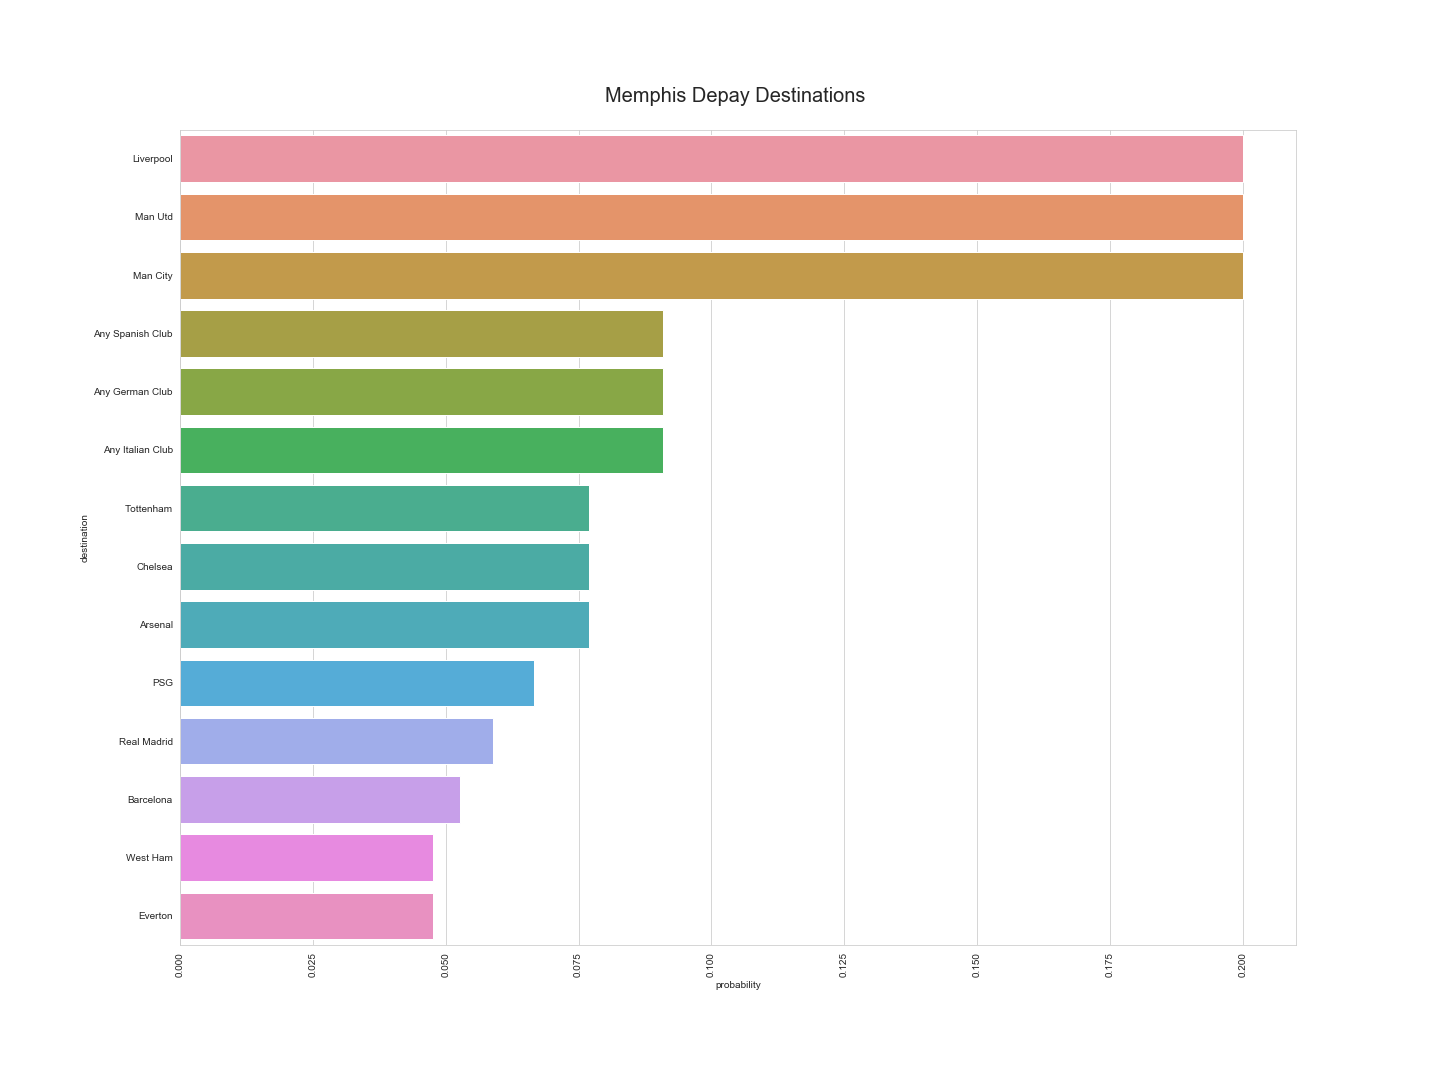 Memphis Depay Destinations
Liverpool
Man Utd
Man City
Any Spanish Club
Any German Club
Any Italian Club
Tottenham
Chelsea
Arsenal
PSG
Real Madrid
Barcelona
West Ham
Everton
destination
0.000
0.025
0.050
0.075
0.100
0.125
0.150
0.175
0.200
probability